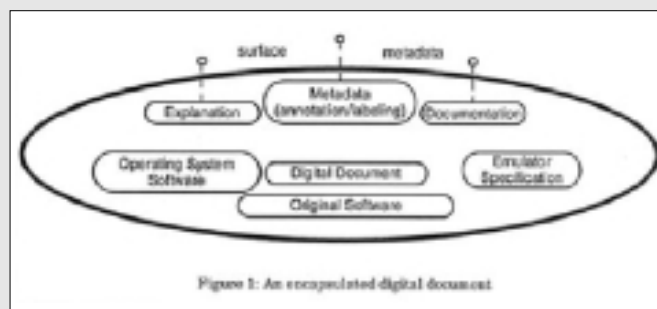 surface metadata
Explanation
Metadata
(annotation/labeling)
Documentation
Operating System
Software
Digital Document
Emulator
Specification
Original Software
Figure 1: An encapsulated digital document